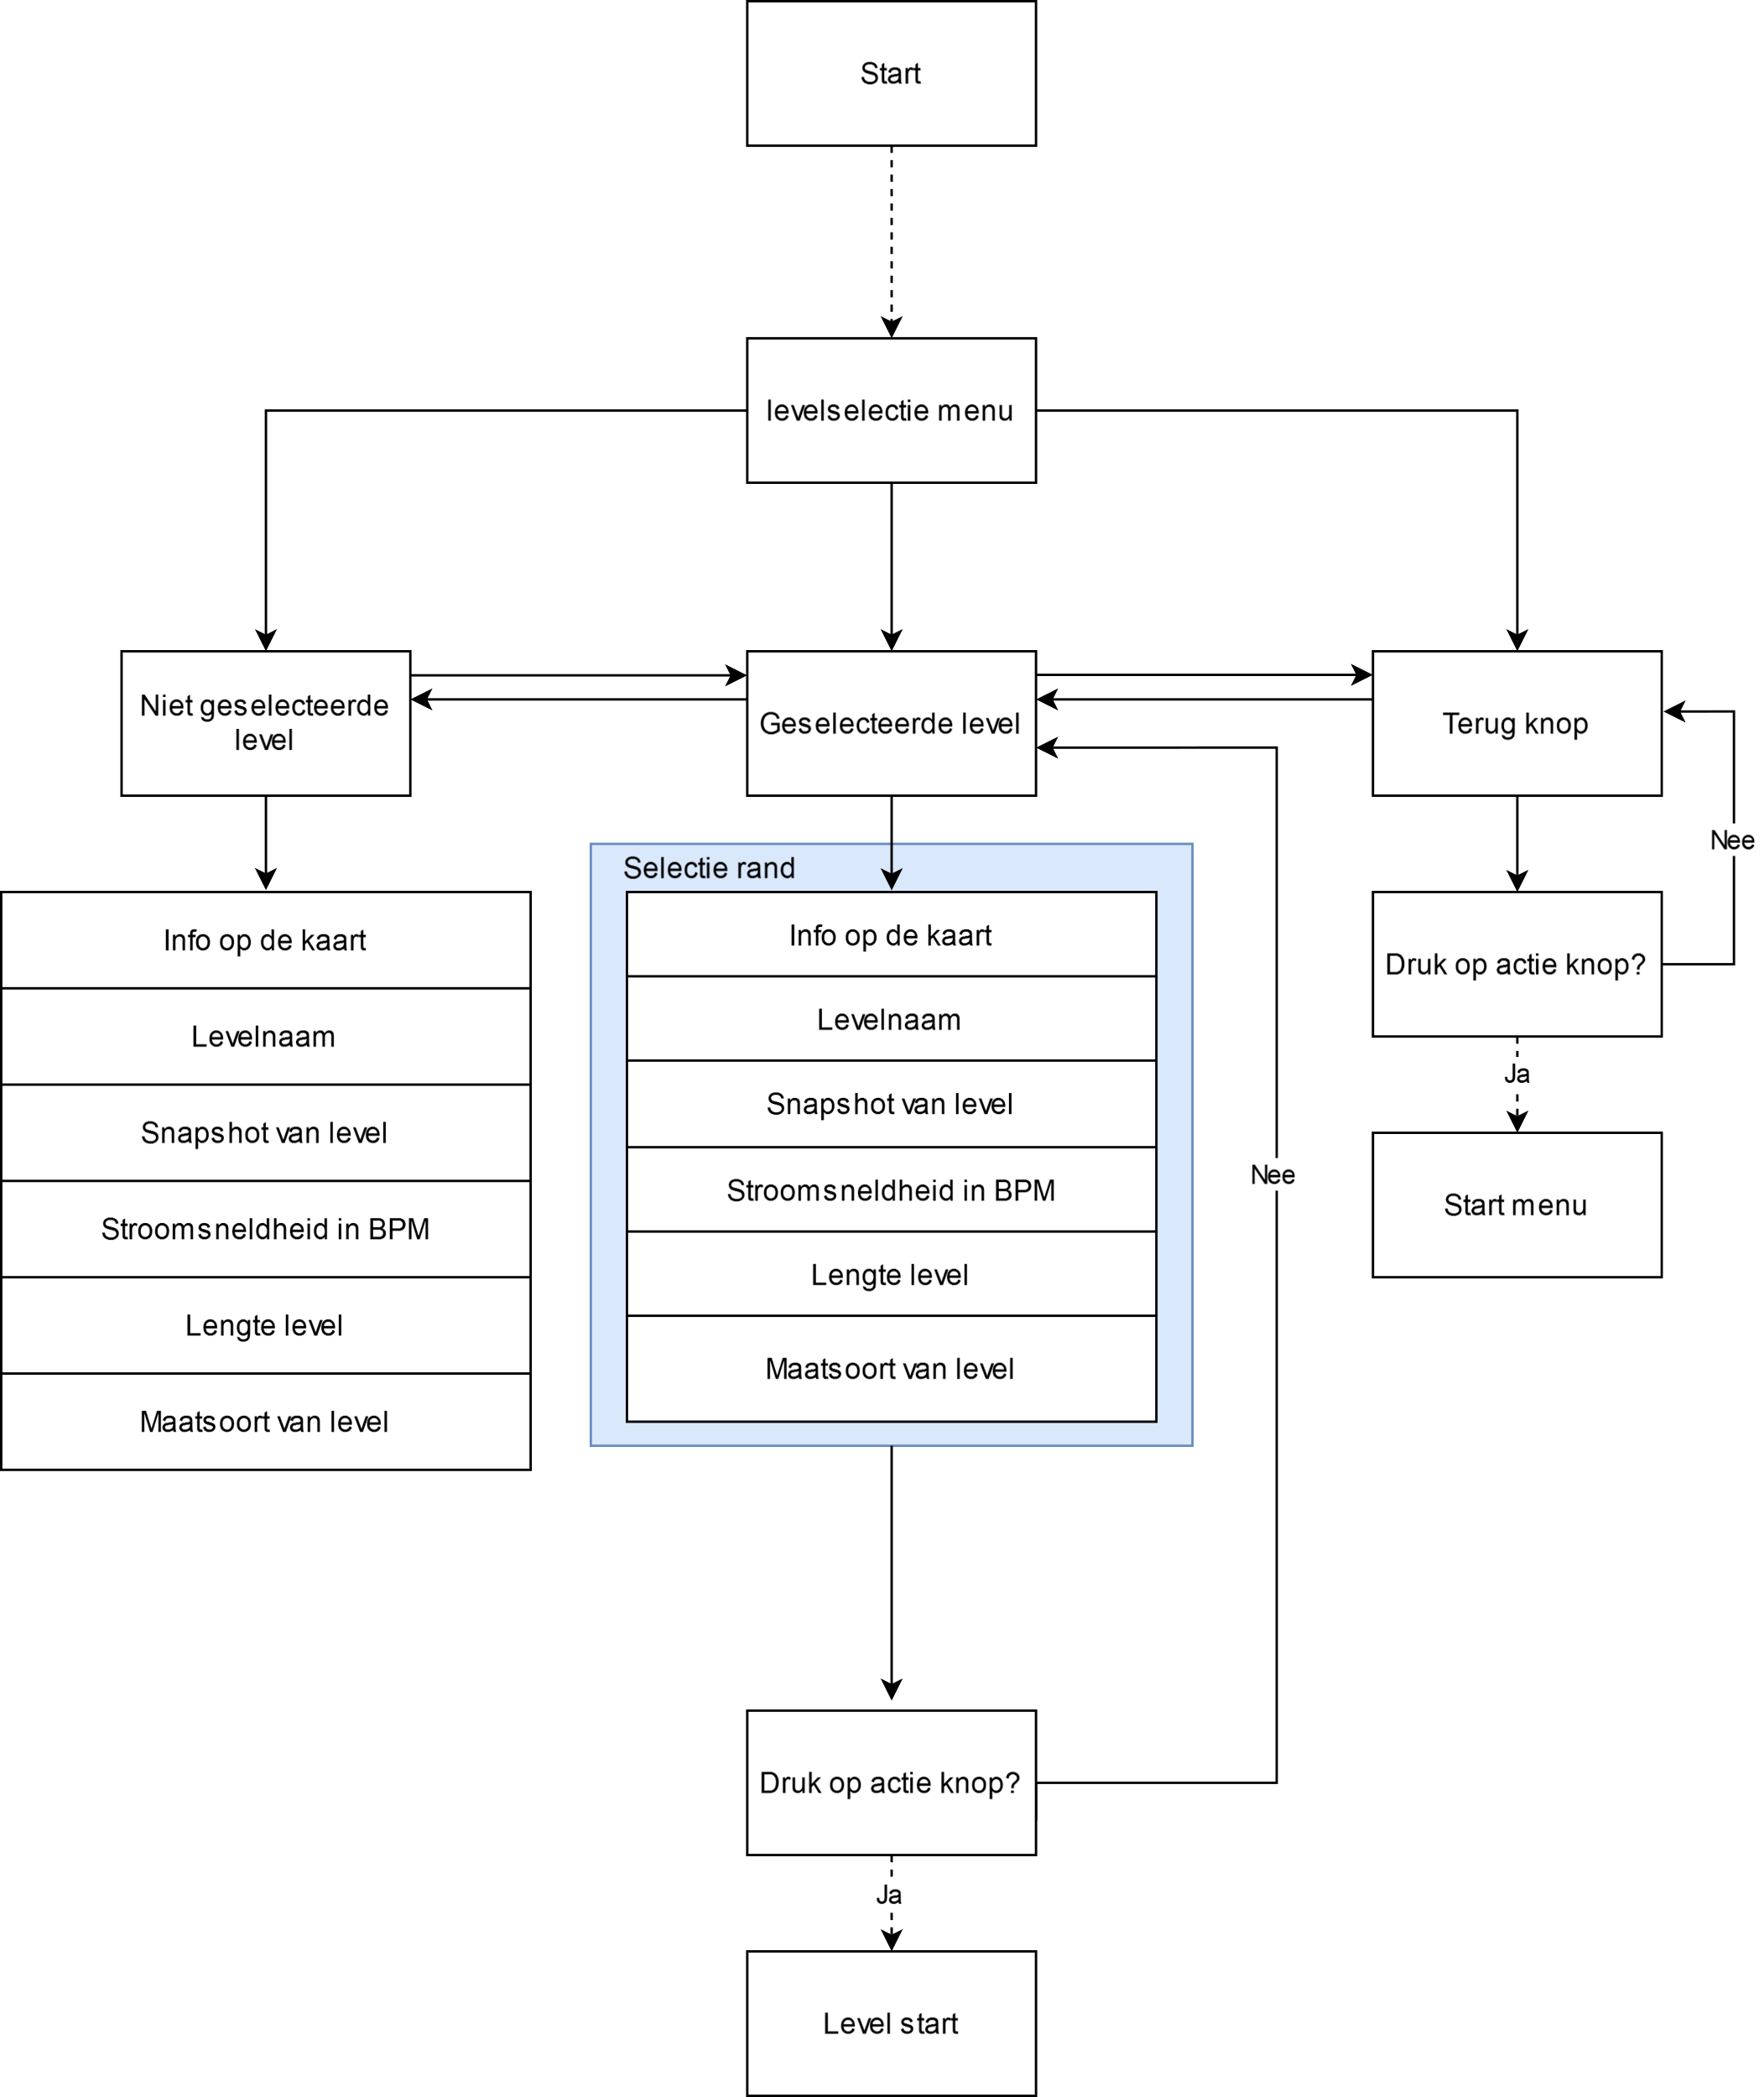 Start
levelselectie menu
Niet geselecteerde
level
Geselecteerde level
Terug knop
Nee
Selectie rand
Info op de kaart
Levelnaam
Snapshot van level
Stroomsneldheid in BPM
Lengte level
Maatsoort van level
Info op de kaart
Levelnaam
Snapshot van level
Stroomsneldheid in BPM
Lengte level
Maatsoort van level
Nee
Druk op actie knop?
Ja
Start menu
Druk op actie knop?
Ja
Level start